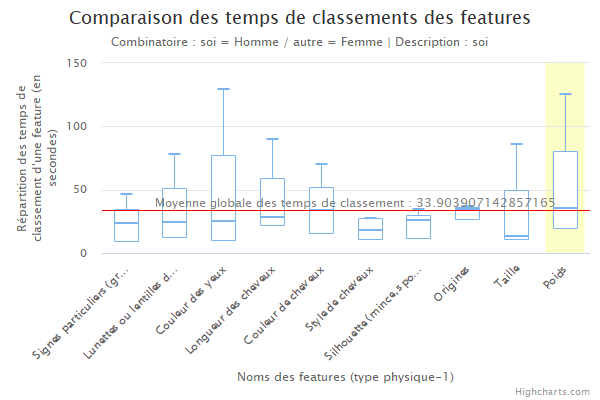 Comparaison des temps de classements des features
Combinatoire : soi = Homme / autre = Femme | Description : soi
Répartition des temps de
classement d'une feature (en
secondes)
150
100
50
0
Moyenne globale des temps de classement : 33.903907142857165
Signes particuliers (gr…
Lunettes ou lentilles d…
Couleur des yeux
Longueur des cheveux
Couleur de cheveux
Style de cheveux
Silhouette (mince,s po…
Origines
Taille
Poids
Noms des features (type physique-1)
Highcharts.com